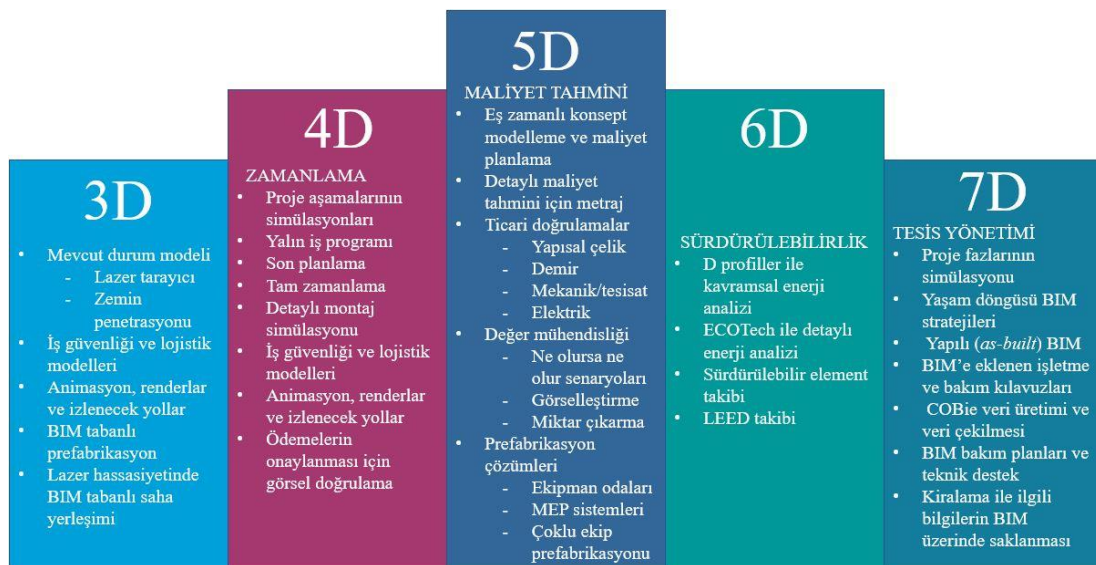 3D
• Mevcut durum modeli
- Lazer tarayıcı
- Zemin
penetrasyonu
• İş güvenliği ve lojistik
modelleri
• Animasyon, renderlar
ve izlenecek yollar
• BIM tabanlı
prefabrikasyon
• Lazer hassasiyetinde
BIM tabanlı saha
yerleşimi
4D
ZAMANLAMA
• Proje aşamalarının
simülasyonları
• Yalın iş programı
• Son planlama
• Tam zamanlama
• Detaylı montaj
simülasyonu
• İş güvenliği ve lojistik
modelleri
• Animasyon, renderlar
ve izlenecek yollar
• Ödemelerin
onaylanması için
görsel doğrulama
5D
MALİYET TAHMİNİ
• Eş zamanlı konsept
modelleme ve maliyet
planlama
• Detaylı maliyet
tahmini için metraj
• Ticari doğrulamalar
- Yapısal çelik
- Demir
- Mekanik/tesisat
- Elektrik
• Değer mühendisliği
- Ne olursa ne
olur senaryoları
- Görselleştirme
- Miktar çıkarma
• Prefabrikasyon
çözümleri
- Ekipman odaları
- MEP sistemleri
- Çoklu ekip
prefabrikasyonu
6D
SÜRDÜRÜLEBİLİRLİK
• D profiller ile
kavramsal enerji
analizi
• ECOTech ile detaylı
enerji analizi
• Sürdürülebilir element
takibi
• LEED takibi
7D
TESİS YÖNETİMİ
• Proje fazlarının
simülasyonu
• Yaşam döngüsü BIM
stratejileri
• Yapılı (as-built) BIM
• BIM’e eklenen işletme
ve bakım kılavuzları
• COBie veri üretimi ve
veri çekilmesi
• BIM bakım planları ve
teknik destek
• Kiralama ile ilgili
bilgilerin BIM
üzerinde saklanması